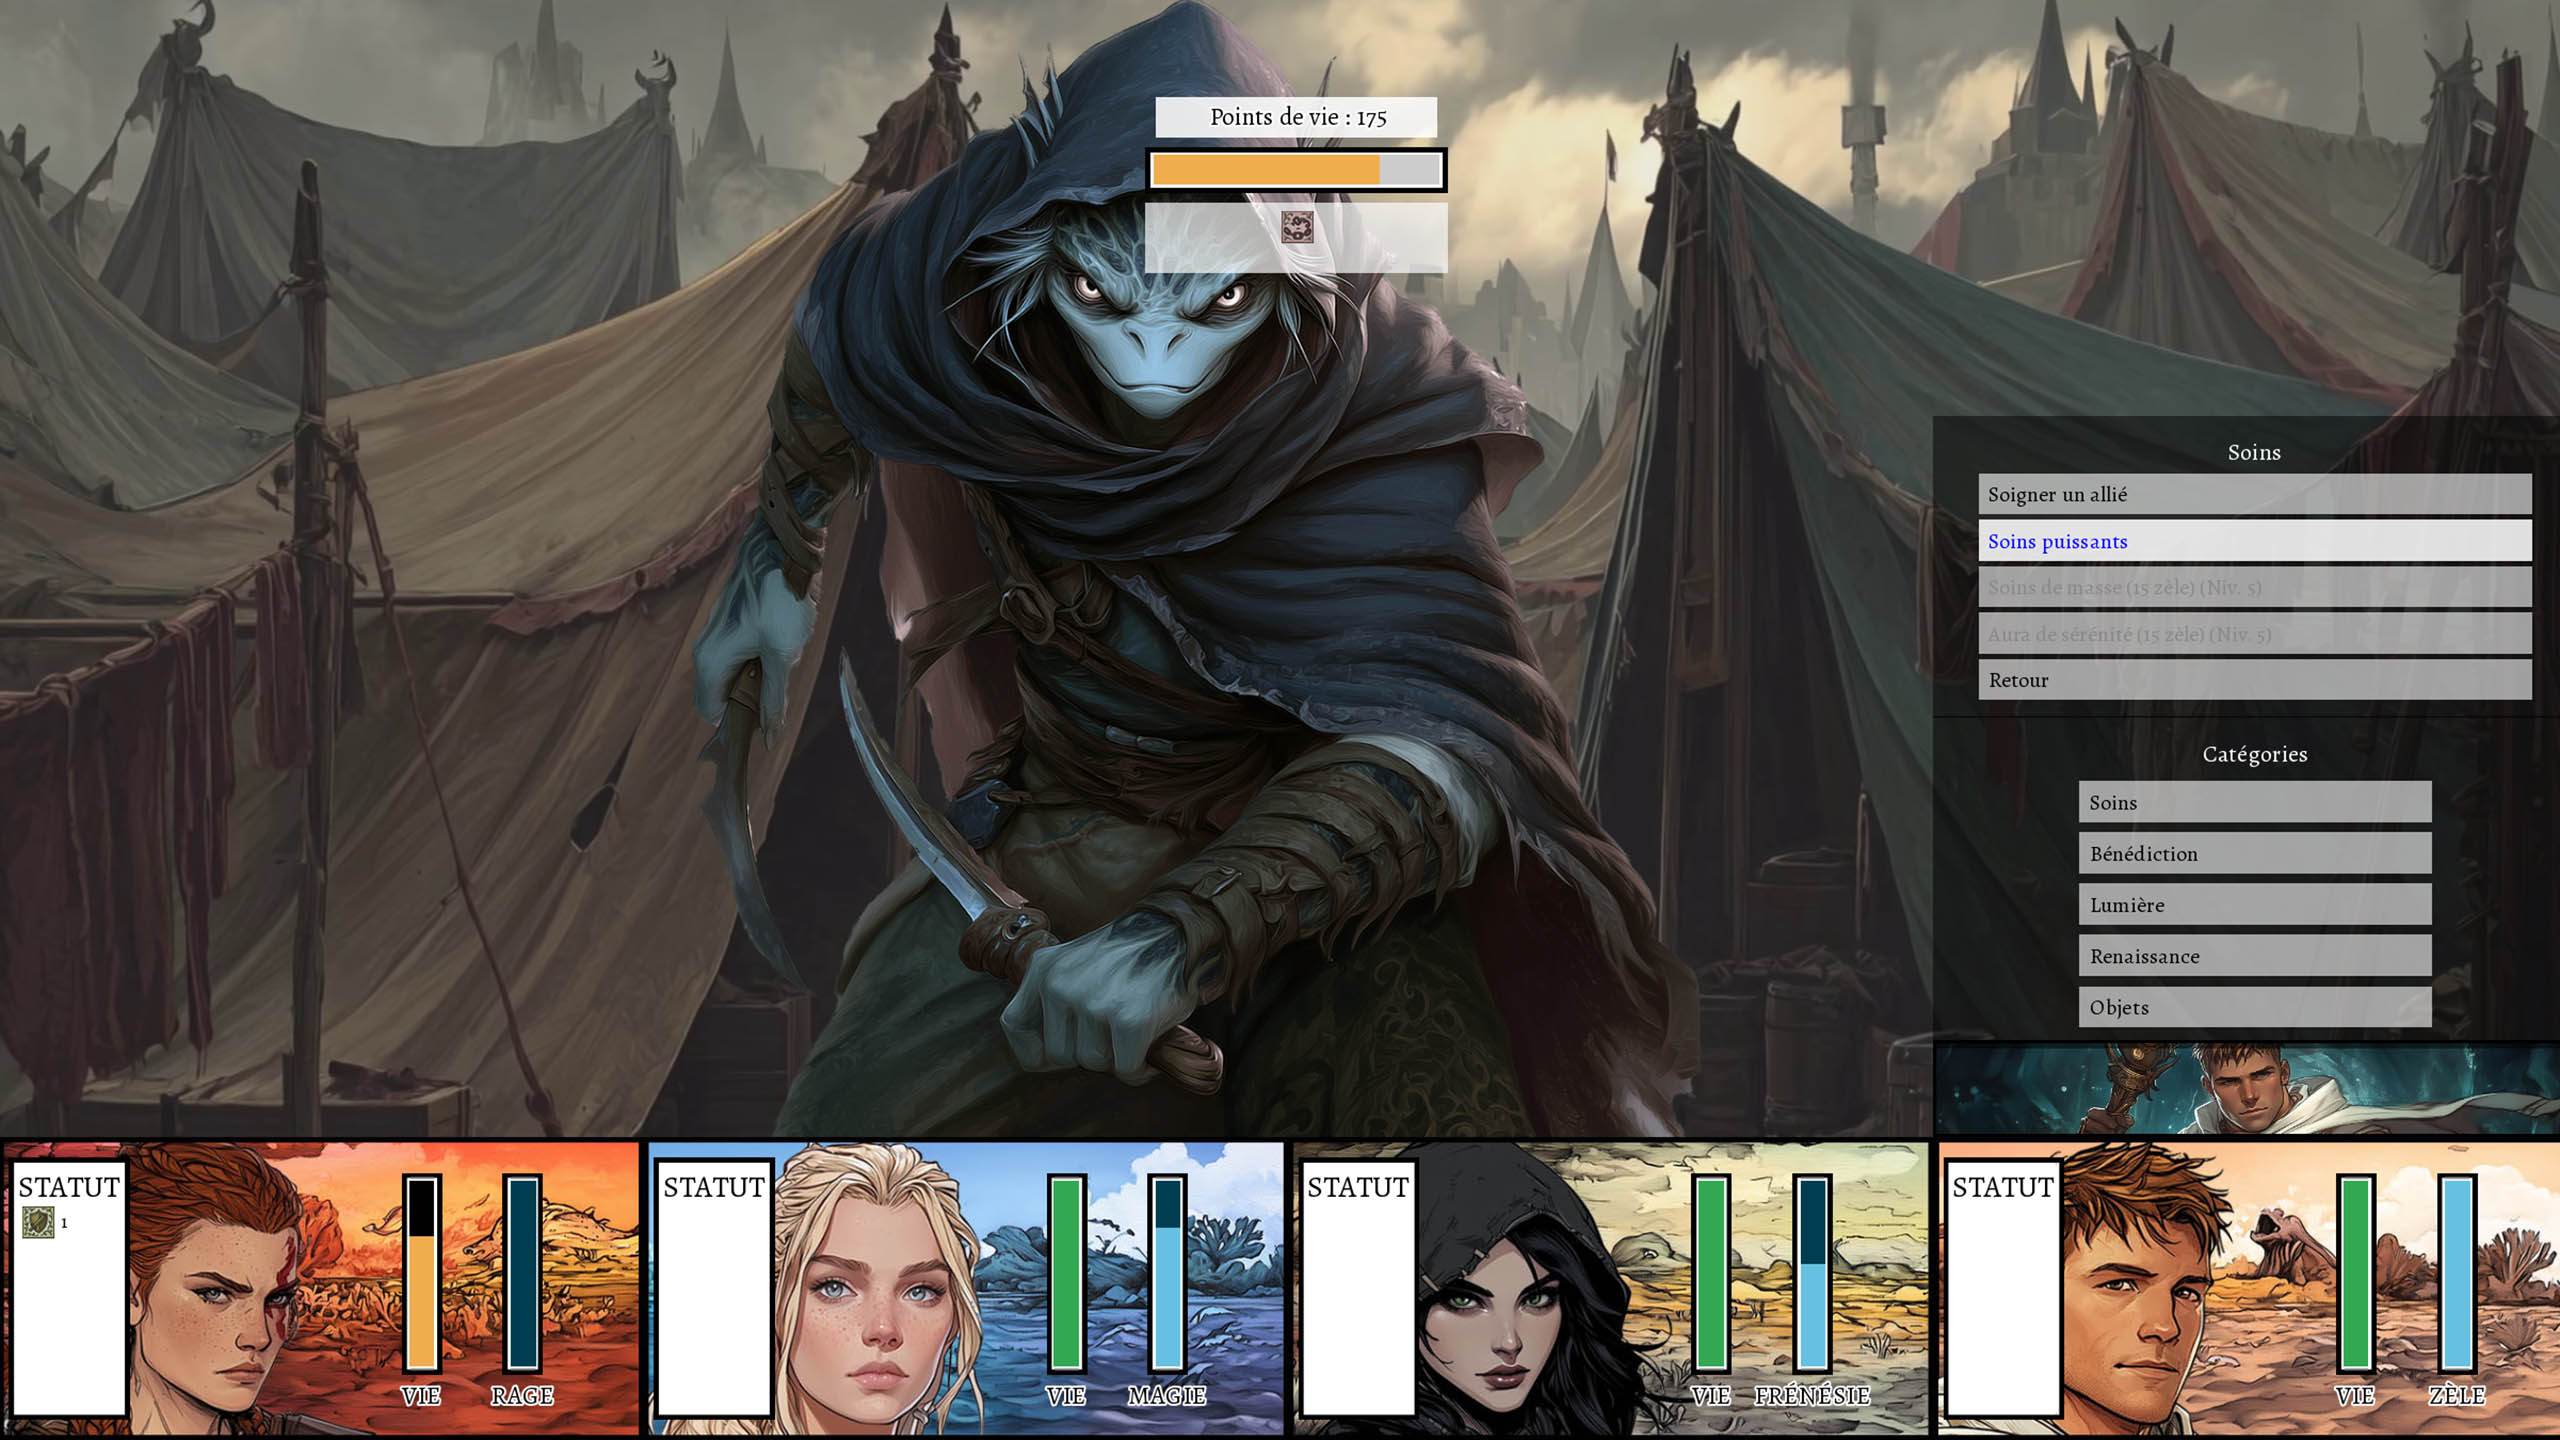 Points de vie : 175
Soins
Soigner un allié
Soins puissants
Soins de masse (15 zèle) (Niv. 5)
Aura de sérénité (15 zèle) (Niv. 5)
Retour
Catégories
Soins
Bénédiction
Lumière
Renaissance
Objets
STATUT
1
VIE
RAGE
STATUT
VIE
MAGIE
STATUT
VIE
FRÉNÉSIE
STATUT
VIE
ZÈLE